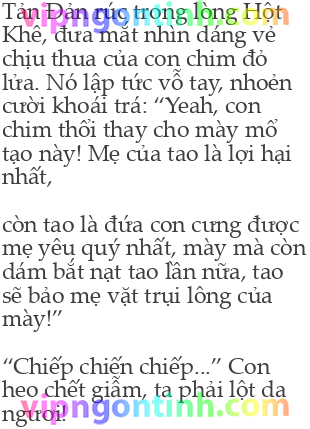 Tản Đản rúc trong lòng Hột
Khê, đưa mắt nhìn dáng vẻ
chịu thua của con chim đỏ
lửa. Nó lập tức vỗ tay, nhoẻn
cười khoái trá: “Yeah, con
chim thổi thay cho mày mổ
tạo này! Mẹ của tao là lợi hại
nhất,
còn tao là đứa con cưng được
mẹ yêu quý nhất, mày mà còn
dám bắt nạt tao lần nữa, tao
sẽ bảo mẹ vặt trụi lông của
mày!”
“Chiếp chiến chiếp...” Con
heo chết giẫm, ta phải lột da
ngươi!
vipngontinh.com
vipngontinh.com